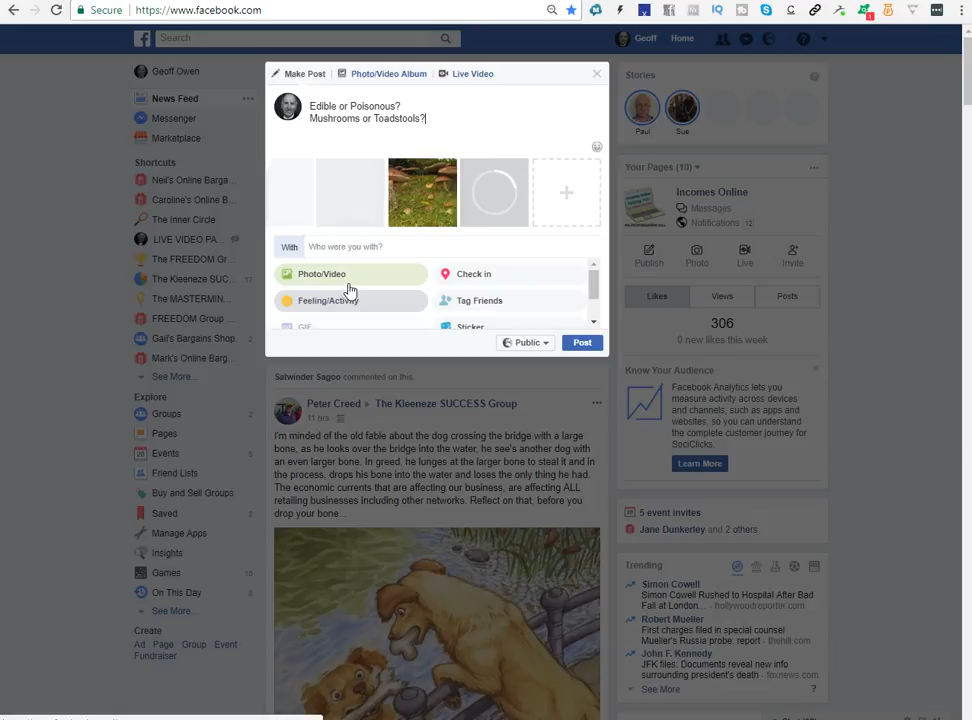 Secure
https://www.facebook.com
Search
Geoff
Home
Geoff Owen
News Feed
Messenger
Marketplace
Shortcuts
Neil's Online Barga...
Caroline's Online B...
The Inner Circle
LIVE VIDEO PA...
The FREEDOM Gr...
The Kleeneze SUC...
17
The MASTERMIN...
FREEDOM Group ...
Gail's Bargains Shop.
2
Mark's Online Bargai...
See More...
Explore
Groups
2
Pages
Events
5
Friend Lists
Buy and Sell Groups
Saved
Manage Apps
Insights
Games
On This Day
See More...
Create
Ad Page Group Event
Fundraiser
Make Post
Photo/Video Album
Live Video
Edible or Poisonous?
Mushrooms or Toadstools?
With
Who were you with?
Photo/Video
Check in
Feeling/Activity
Tag Friends
GIF
Sticker
Public
Post
Satwinder Sagoo commented on this.
Peter Creed
The Kleeneze SUCCESS Group
11 hrs
I'm minded of the old fable about the dog crossing the bridge with a large
bone, as he looks over the bridge into the water, he see's another dog with
an even larger bone. In greed, he lunges at the larger bone to steal it and in
the process, drops his bone into the water and loses the only thing he had.
The economic currents that are affecting our business, are affecting ALL
retailing businesses including other networks. Reflect on that, before you
drop your bone...
Stories
Paul
Sue
Your Pages (10)
Incomes Online
Messages
Notifications 12
Publish
Photo
Live
Invite
Likes
Views
Posts
306
0 new likes this week
Know Your Audience
Facebook Analytics lets you
measure activity across devices
and channels, such as apps and
websites, so you can understand
the complete customer journey for
SociClicks.
Learn More
5 event invites
Jane Dunkerley and 2 others
Trending
Simon Cowell
Simon Cowell Rushed to Hospital After Bad
Fall at London... - hollywoodreporter.com
Robert Mueller
First charges filed in special counsel
Mueller's Russia probe: report - thehill.com
John F. Kennedy
JFK files: Documents reveal new info
surrounding president's death - foxnews.com
See More